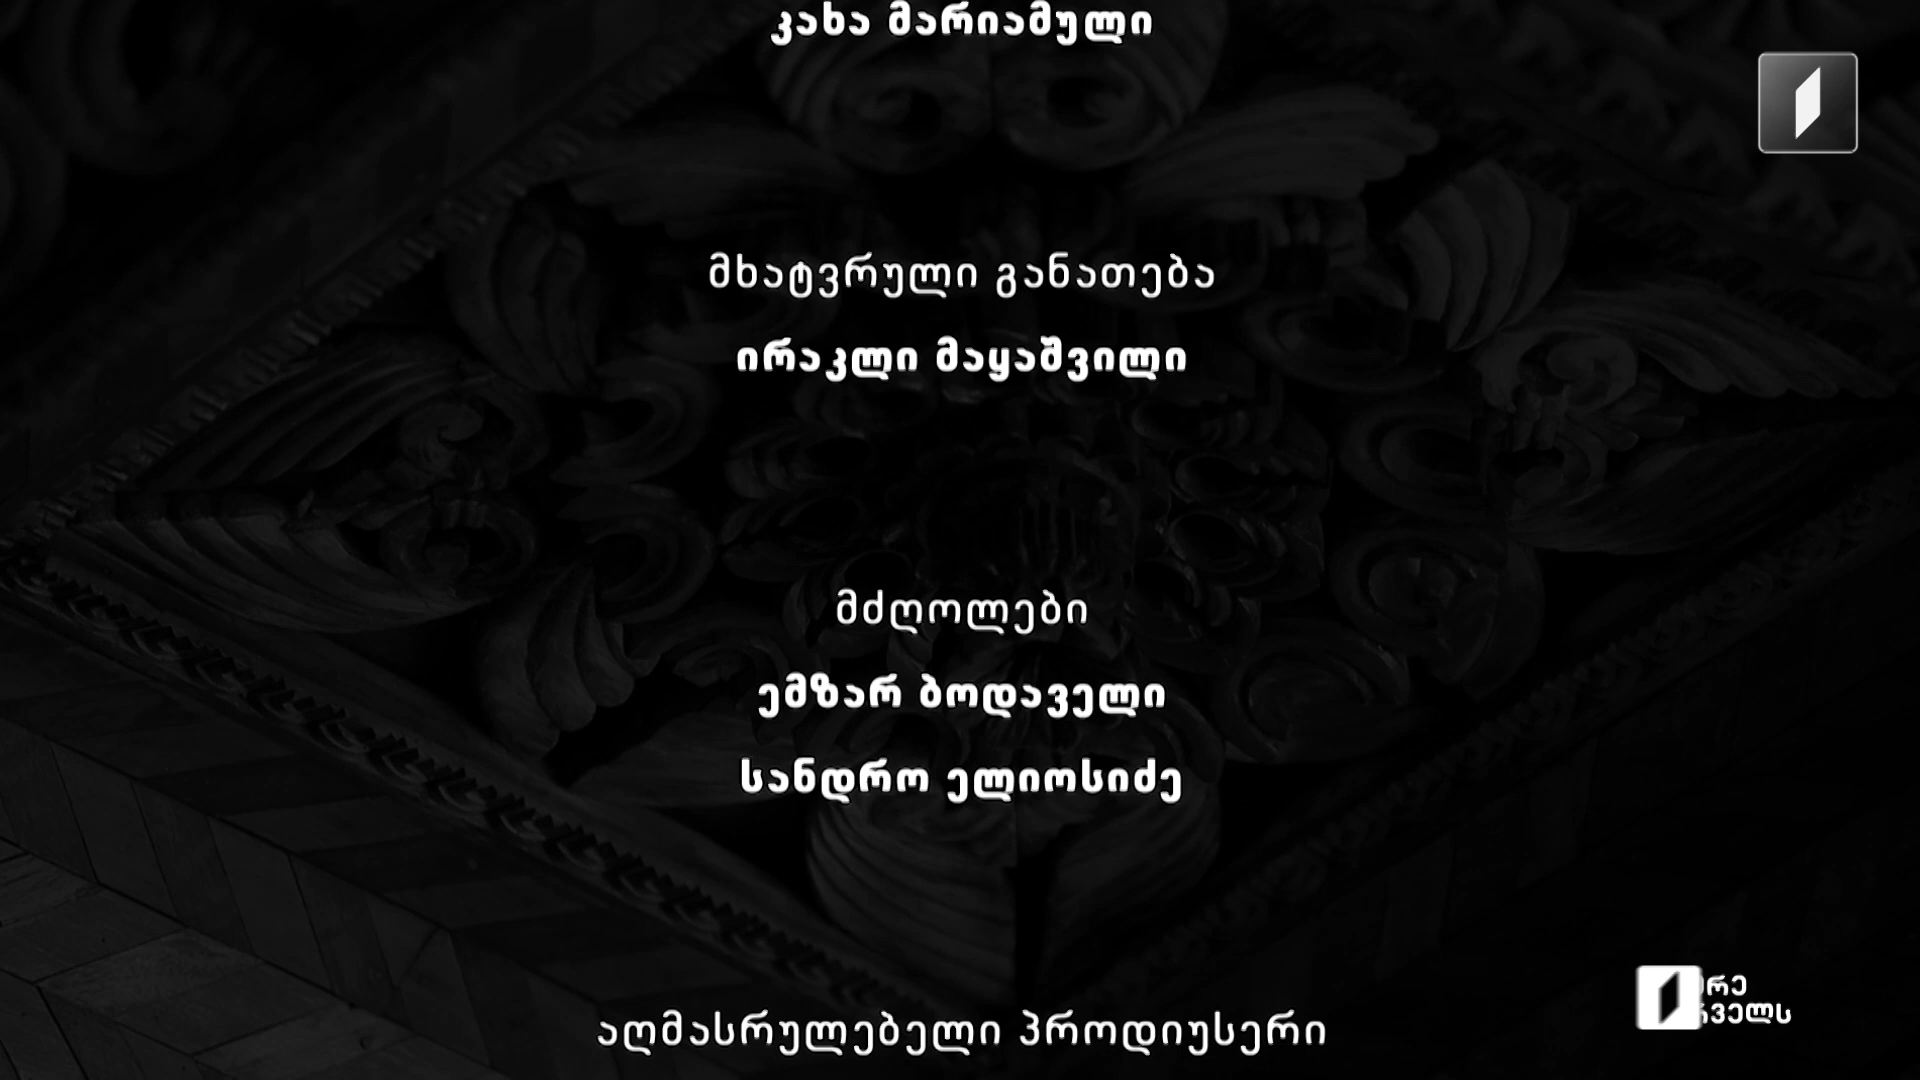 კახა მარიამული
მხატვრული განათება
ირაკლი მაყაშვილი
მძღოლები
ემზარ ბოდაველი
სანდრო ელიოსიძე
აღმასრულებელი პროდიუსერი